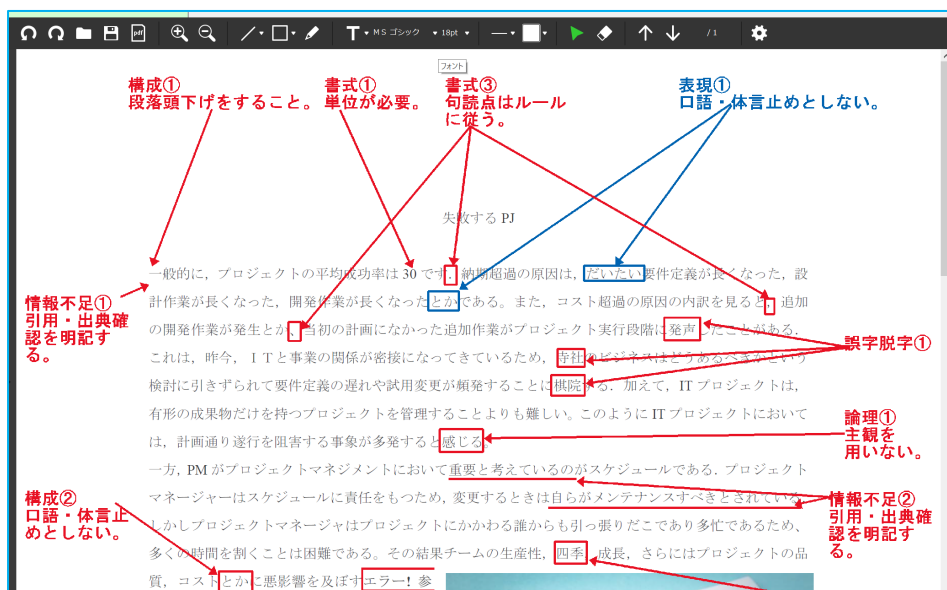 pdf
T
ＭＳ ゴシック
18pt
/ 1
フォント
構成①
段落頭下げをすること。
書式①
単位が必要。
書式③
句読点はルール
に従う。
表現①
口語・体言止めとしない。
失敗する PJ
一般的に，プロジェクトの平均成功率は 30 です．納期超過の原因は，だいたい要件定義が長くなった，設
計作業が長くなった，開発作業が長くなったとかである。また，コスト超過の原因の内訳を見ると，追加
の開発作業が発生とか、当初の計画になかった追加作業がプロジェクト実行段階に発声したことがある．
これは，昨今，ＩＴと事業の関係が密接になってきているため，寺社のビジネスはどうあるべきかという
検討に引きずられて要件定義の遅れや試用変更が頻発することに棋院する．加えて，IT プロジェクトは，
有形の成果物だけを持つプロジェクトを管理することよりも難しい。このように IT プロジェクトにおいて
は，計画通り遂行を阻害する事象が多発すると感じる。
一方，PM がプロジェクトマネジメントにおいて重要と考えているのがスケジュールである．プロジェクト
マネージャーはスケジュールに責任をもつため，変更するときは自らがメンテナンスすべきとされている．
しかしプロジェクトマネージャはプロジェクトにかかわる誰からも引っ張りだこであり多忙であるため，
多くの時間を割くことは困難である。その結果チームの生産性，四季，成長，さらにはプロジェクトの品
質，コストとかに悪影響を及ぼすエラー! 参
情報不足①
引用・出典確
認を明記す
る。
誤字脱字①
論理①
主観を
用いない。
構成②
口語・体言止
めとしない。
情報不足②
引用・出典確
認を明記す
る。